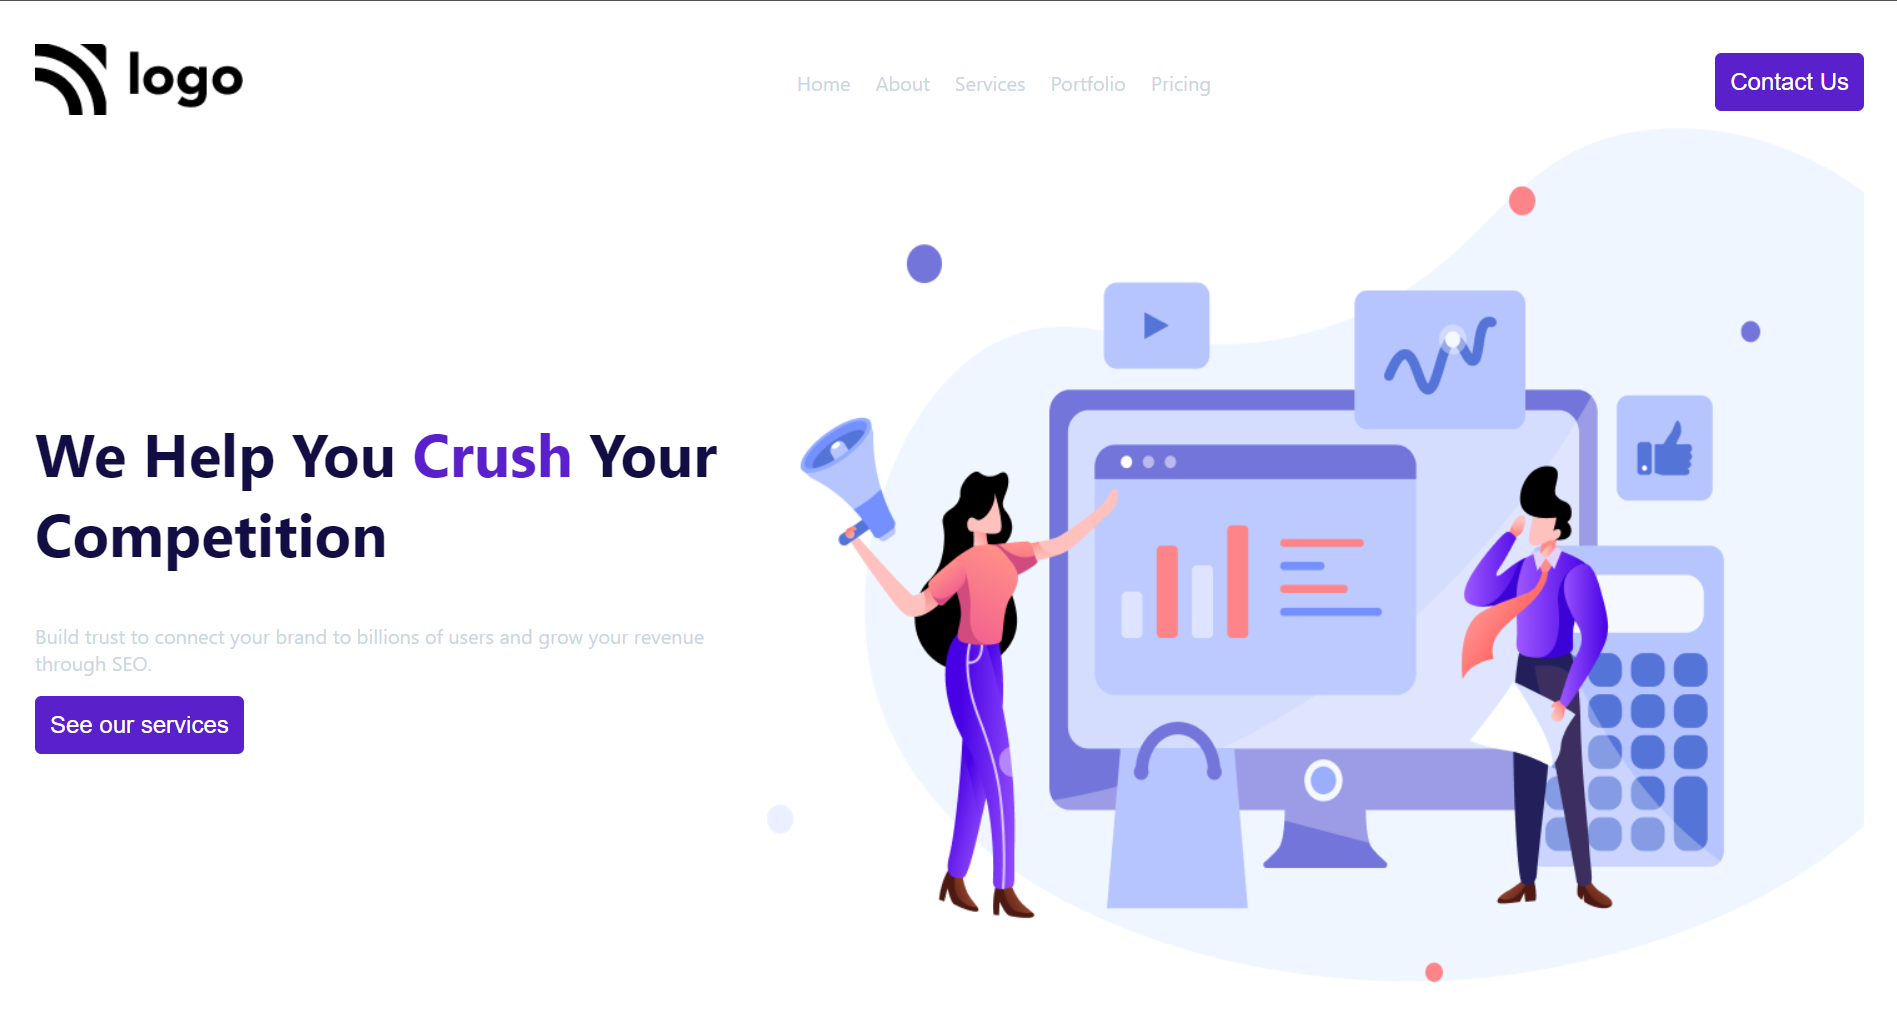 logo
Home
About
Services
Portfolio
Pricing
Contact Us
We Help You Crush Your
Competition
Build trust to connect your brand to billions of users and grow your revenue
through SEO.
See our services